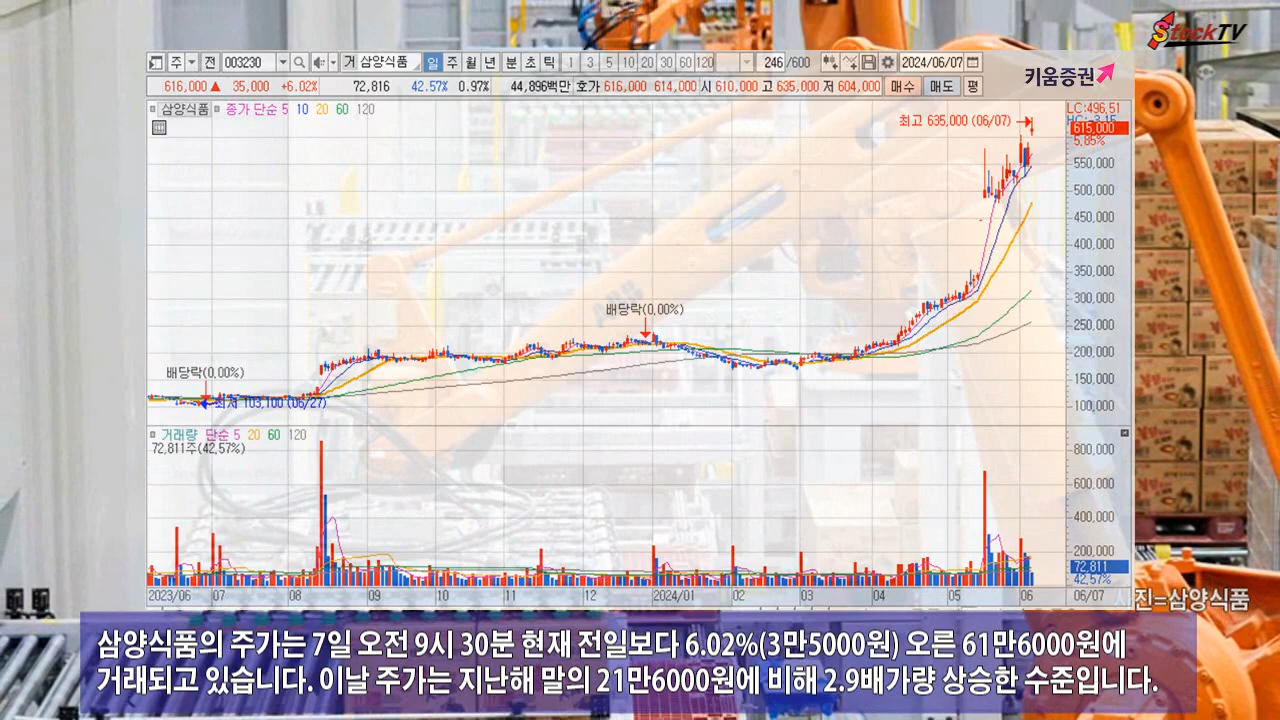 StockTV
주 전 003230 거 삼양식품 일 주 월 년 분 초 틱 1 3 5 10 20 30 60 120 246 /600 2024/06/07
키움증권
616,000 ▲ 35,000 +6.02% 72,816 42.57% 0.97% 44,896백만 호가 616,000 614,000 시 610,000 고 635,000 저 604,000 매수 매도 평
삼양식품 종가 단순 5 10 20 60 120
LC:496.51
최고 635,000 (06/07)
615,000
5.85%
550,000
500,000
450,000
400,000
350,000
300,000
배당락(0.00%)
250,000
200,000
배당락(0.00%)
150,000
최저 103,100 (06/27)
100,000
거래량 단순 5 20 60 120
72,811주(42.57%)
800,000
600,000
400,000
200,000
72,811
42.57%
2023/06 07 08 09 10 11 12 2024/01 02 03 04 05 06 06/07
사진=삼양식품
삼양식품의 주가는 7일 오전 9시 30분 현재 전일보다 6.02%(3만5000원) 오른 61만6000원에
거래되고 있습니다. 이날 주가는 지난해 말의 21만6000원에 비해 2.9배가량 상승한 수준입니다.